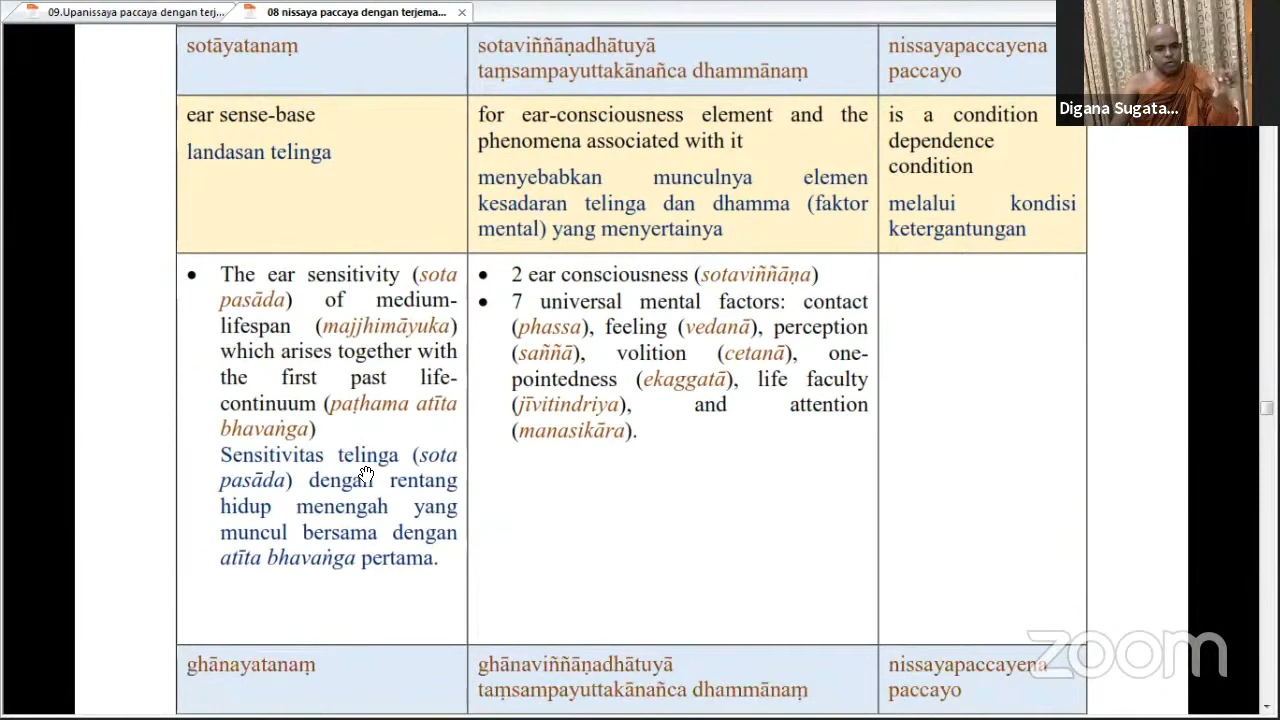 09.Upanissaya paccaya dengan terj...
08 nissaya paccaya dengan terjema...
Digana Sugata...
sotāyatanaṃ
sotaviññāṇadhātuyā
taṃsampayuttakānañca dhammānaṃ
nissayapaccayena
paccayo
ear sense-base
landasan telinga
for ear-consciousness element and the
phenomena associated with it
menyebabkan munculnya elemen
kesadaran telinga dan dhamma (faktor
mental) yang menyertainya
is a condition
dependence
condition
melalui kondisi
ketergantungan
• The ear sensitivity (sota
pasāda) of medium-
lifespan (majjhimāyuka)
which arises together with
the first past life-
continuum (paṭhama atīta
bhavaṅga)
Sensitivitas telinga (sota
pasāda) dengan rentang
hidup menengah yang
muncul bersama dengan
atīta bhavaṅga pertama.
• 2 ear consciousness (sotaviññāṇa)
• 7 universal mental factors: contact
(phassa), feeling (vedanā), perception
(saññā), volition (cetanā), one-
pointedness (ekaggatā), life faculty
(jīvitindriya), and attention
(manasikāra).
ghānayatanaṃ
ghānaviññāṇadhātuyā
taṃsampayuttakānañca dhammānaṃ
nissayapaccayena
paccayo
zoom